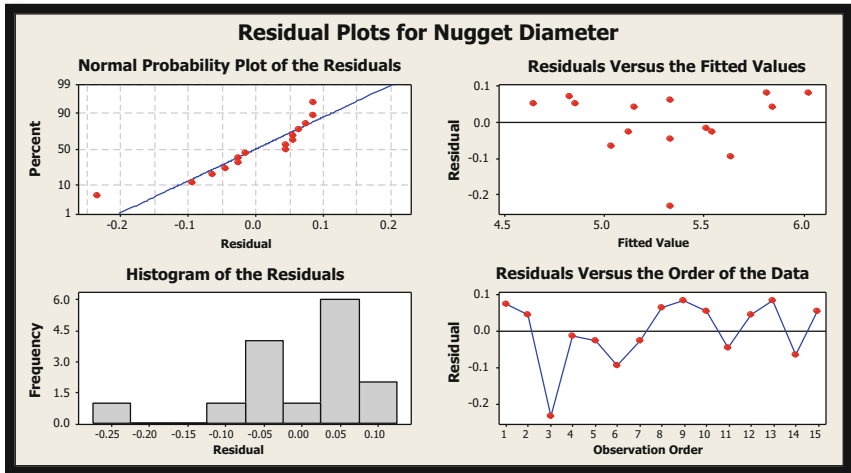 Residual Plots for Nugget Diameter
Normal Probability Plot of the Residuals
99
90
50
10
1
Percent
-0.2 -0.1 0.0 0.1 0.2
Residual
Residuals Versus the Fitted Values
0.1
0.0
-0.1
-0.2
Residual
4.5 5.0 5.5 6.0
Fitted Value
Histogram of the Residuals
6.0
4.5
3.0
1.5
0.0
Frequency
-0.25 -0.20 -0.15 -0.10 -0.05 0.00 0.05 0.10
Residual
Residuals Versus the Order of the Data
0.1
0.0
-0.1
-0.2
Residual
1 2 3 4 5 6 7 8 9 10 11 12 13 14 15
Observation Order